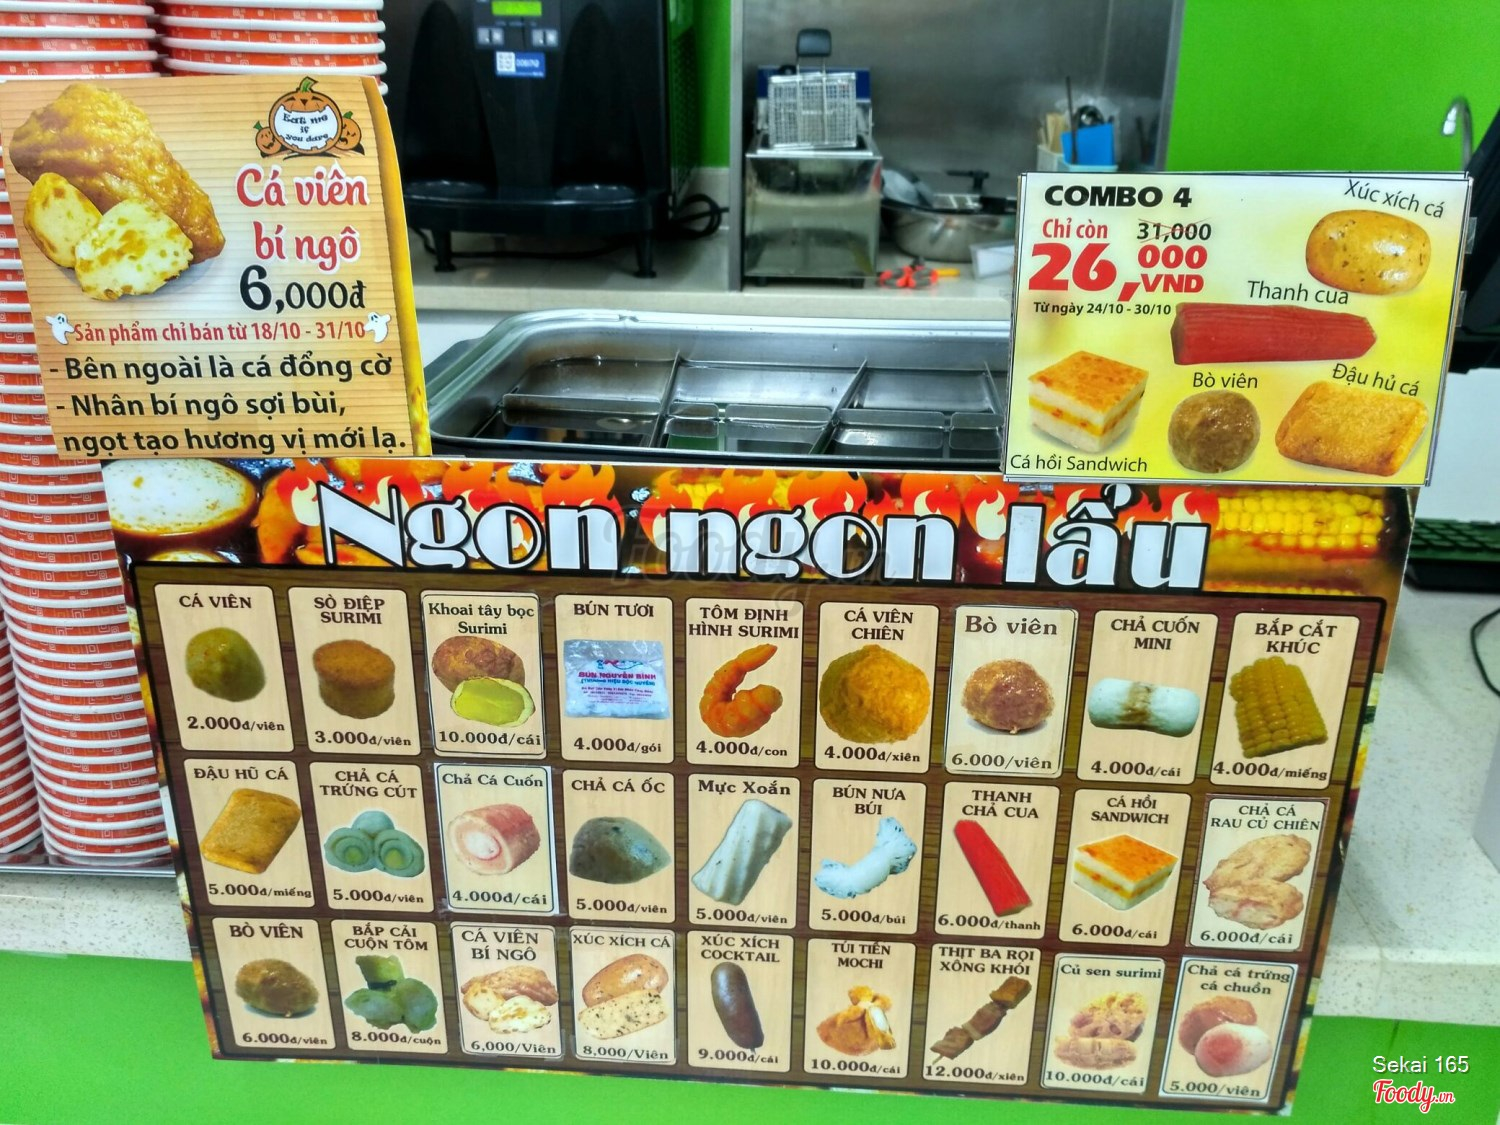 Eat me
if
you dare
Cá viên
bí ngô
6,000đ
Sản phẩm chỉ bán từ 18/10 - 31/10
- Bên ngoài là cá đổng cờ
- Nhân bí ngô sợi bùi,
ngọt tạo hương vị mới lạ.
COMBO 4
Chỉ còn 31,000
26,000 VND
Từ ngày 24/10 - 30/10
Xúc xích cá
Thanh cua
Bò viên
Đậu hủ cá
Cá hồi Sandwich
Ngon ngon lẩu
CÁ VIÊN
2.000đ/viên
SÒ ĐIỆP
SURIMI
3.000đ/viên
Khoai tây bọc
Surimi
10.000đ/cái
BÚN TƯƠI
BÚN NGUYỄN BÍNH
4.000đ/gói
TÔM ĐỊNH
HÌNH SURIMI
4.000đ/con
CÁ VIÊN
CHIÊN
4.000đ/xiên
Bò viên
6.000/viên
CHẢ CUỐN
MINI
4.000đ/cái
BẮP CẮT
KHÚC
4.000đ/miếng
ĐẬU HŨ CÁ
5.000đ/miếng
CHẢ CÁ
TRỨNG CÚT
5.000đ/viên
Chả Cá Cuốn
4.000đ/cái
CHẢ CÁ ỐC
5.000đ/viên
Mực Xoắn
5.000đ/viên
BÚN NƯA
BÚI
5.000đ/búi
THANH
CHẢ CUA
6.000đ/thanh
CÁ HỒI
SANDWICH
6.000đ/cái
CHẢ CÁ
RAU CỦ CHIÊN
6.000đ/cái
BÒ VIÊN
6.000đ/viên
BẮP CẢI
CUỘN TÔM
8.000đ/cuộn
CÁ VIÊN
BÍ NGÔ
6,000/Viên
XÚC XÍCH CÁ
8,000/Viên
XÚC XÍCH
COCKTAIL
9.000đ/cái
TÚI TIỀN
MOCHI
10.000đ/cái
THỊT BA RỌI
XÔNG KHÓI
12.000đ/xiên
Củ sen surimi
10.000đ/cái
Chả cá trứng
cá chuồn
5.000/viên
Sekai 165
Foody.vn